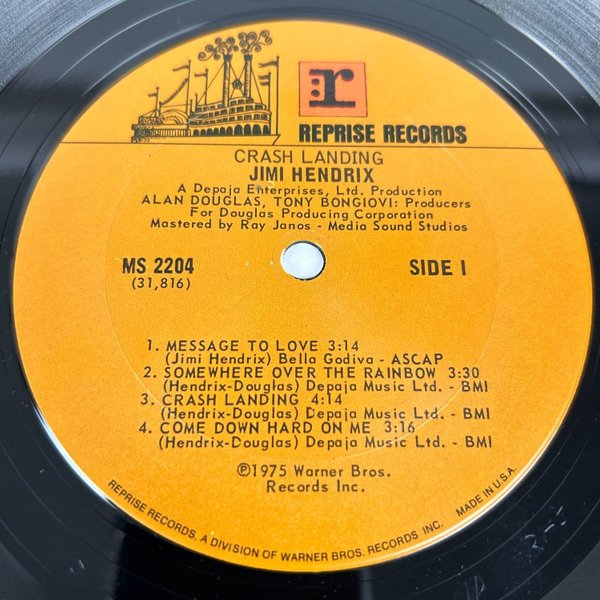 r
REPRISE RECORDS
CRASH LANDING
JIMI HENDRIX
A Depaja Enterprises, Ltd. Production
ALAN DOUGLAS, TONY BONGIOVI: Producers
For Douglas Producing Corporation
Mastered by Ray Janos - Media Sound Studios
MS 2204
(31,816)
SIDE I
1. MESSAGE TO LOVE 3:14
(Jimi Hendrix) Bella Godiva - ASCAP
2. SOMEWHERE OVER THE RAINBOW 3:30
(Hendrix-Douglas) Depaja Music Ltd. - BMI
3. CRASH LANDING 4:14
(Hendrix-Douglas) Depaja Music Ltd. - BMI
4. COME DOWN HARD ON ME 3:16
(Hendrix-Douglas) Depaja Music Ltd. - BMI
℗1975 Warner Bros.
Records Inc.
REPRISE RECORDS, A DIVISION OF WARNER BROS. RECORDS INC. MADE IN U.S.A.